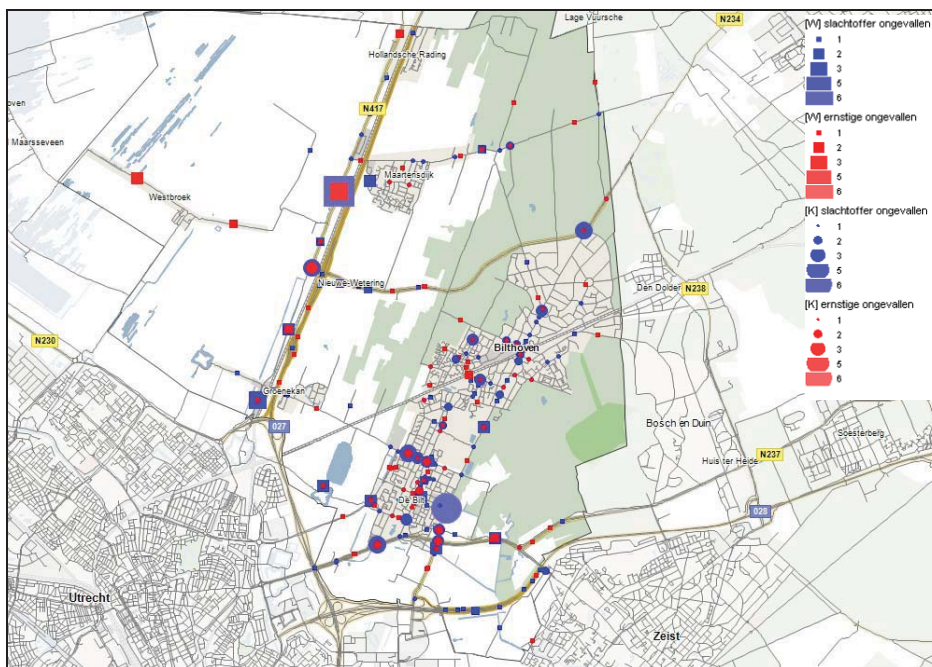 Lage Vuursche
N234
Hollandsche Rading
N417
Maarsseveen
Westbroek
Maartensdijk
Nieuwe-Wetering
Den Dolder
N238
N230
Bilthoven
Groenekan
027
Bosch en Duin
Soesterberg
Huis ter Heide
N237
De Bilt
028
Utrecht
Zeist
[W] slachtoffer ongevallen
1
2
3
5
6
[W] ernstige ongevallen
1
2
3
5
6
[K] slachtoffer ongevallen
1
2
3
5
6
[K] ernstige ongevallen
1
2
3
5
6